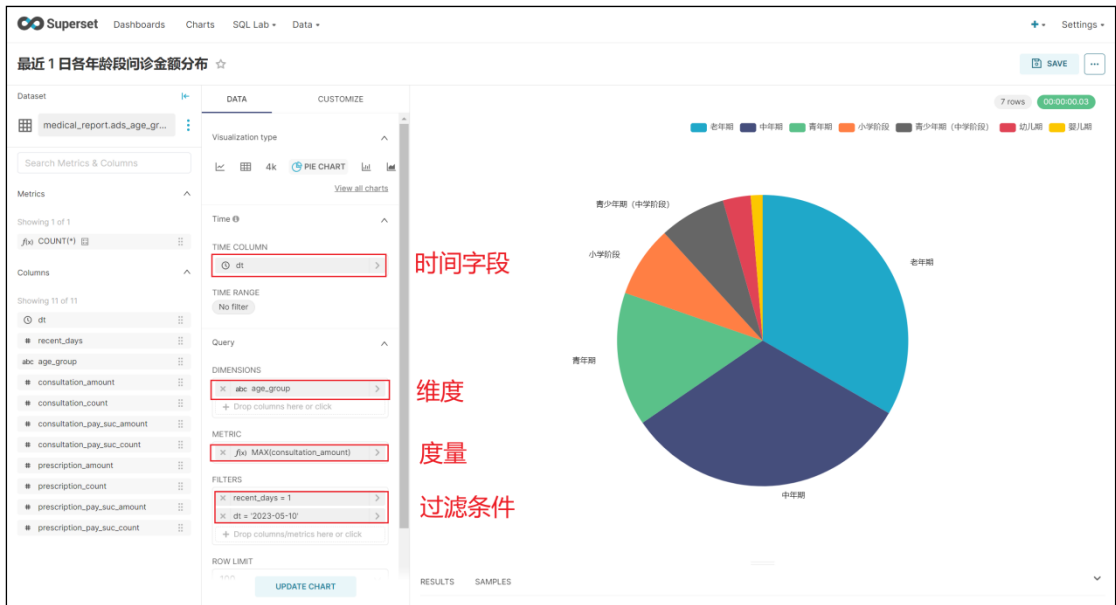 Superset Dashboards Charts SQL Lab Data + Settings
最近 1 日各年龄段问诊金额分布 SAVE ...
Dataset
medical_report.ads_age_gr...
Search Metrics & Columns
Metrics
Showing 1 of 1
f(x) COUNT(*)
Columns
Showing 11 of 11
dt
# recent_days
abc age_group
# consultation_amount
# consultation_count
# consultation_pay_suc_amount
# consultation_pay_suc_count
# prescription_amount
# prescription_count
# prescription_pay_suc_amount
# prescription_pay_suc_count
DATA CUSTOMIZE
Visualization type
4k PIE CHART
View all charts
Time
TIME COLUMN
dt
时间字段
TIME RANGE
No filter
Query
DIMENSIONS
× abc age_group
维度
+ Drop columns here or click
METRIC
× f(x) MAX(consultation_amount)
度量
FILTERS
× recent_days = 1
× dt = '2023-05-10'
过滤条件
+ Drop columns/metrics here or click
ROW LIMIT
100
UPDATE CHART
7 rows 00:00:00.03
老年期 中年期 青年期 小学阶段 青少年期（中学阶段） 幼儿期 婴儿期
青少年期（中学阶段）
小学阶段
老年期
青年期
中年期
RESULTS SAMPLES